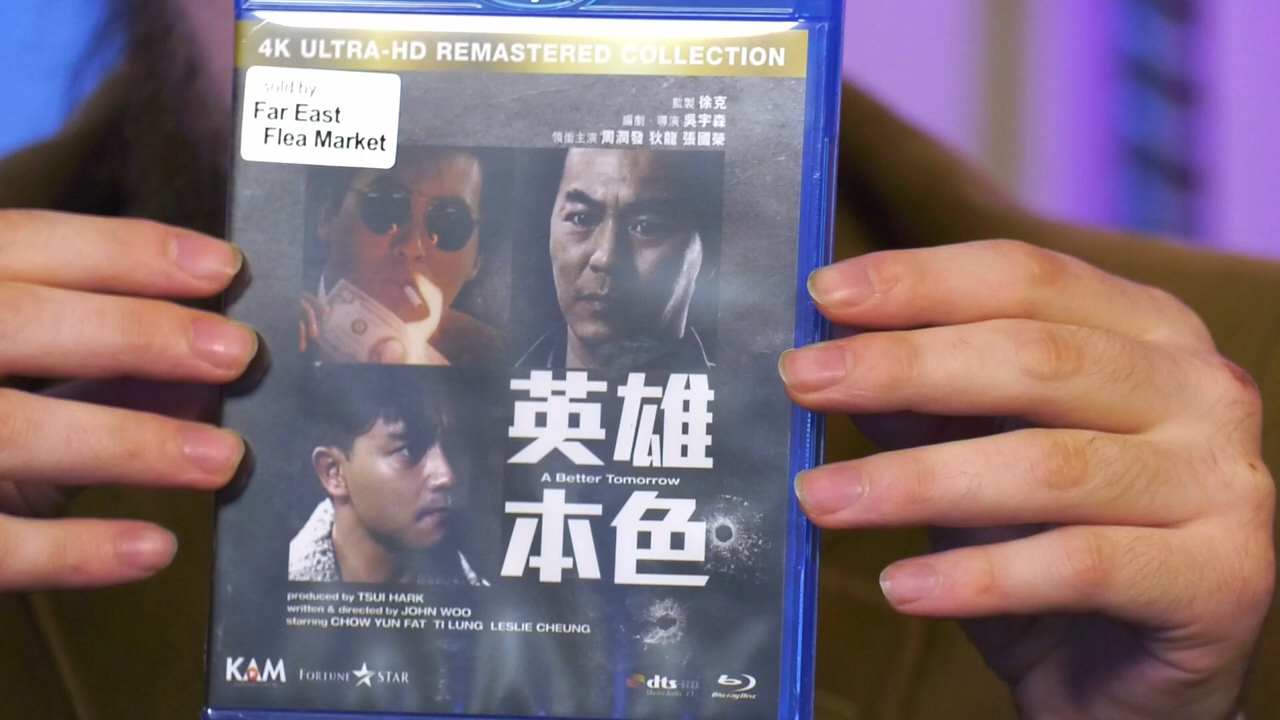 4K ULTRA-HD REMASTERED COLLECTION
sold by
Far East
Flea Market
監製 徐克
編劇·導演 吳宇森
領銜主演 周潤發 狄龍 張國榮
英雄
A Better Tomorrow
本色
produced by TSUI HARK
written & directed by JOHN WOO
starring CHOW YUN FAT TI LUNG LESLIE CHEUNG
KAM
FORTUNE STAR
dts-HD
Blu-ray Disc